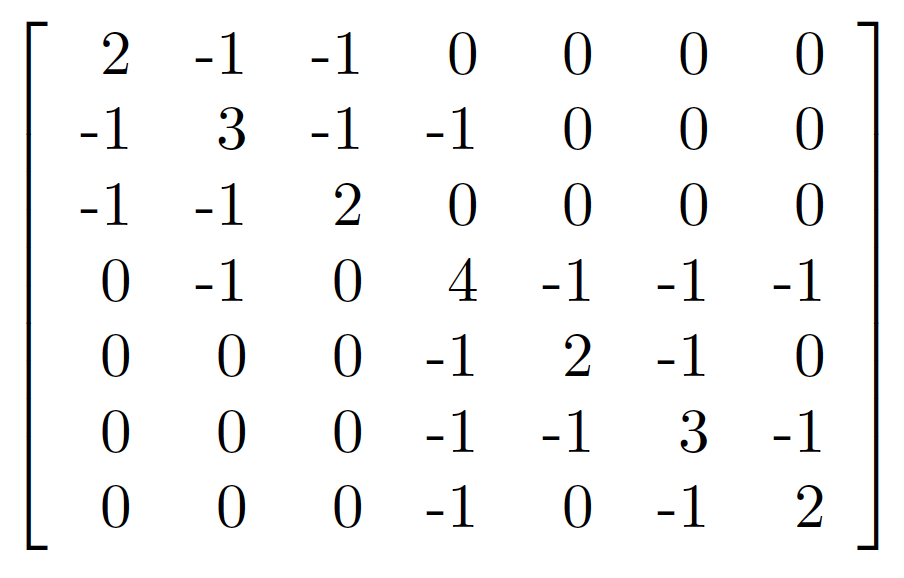 2 -1 -1 0 0 0 0
-1 3 -1 -1 0 0 0
-1 -1 2 0 0 0 0
0 -1 0 4 -1 -1 -1
0 0 0 -1 2 -1 0
0 0 0 -1 -1 3 -1
0 0 0 -1 0 -1 2